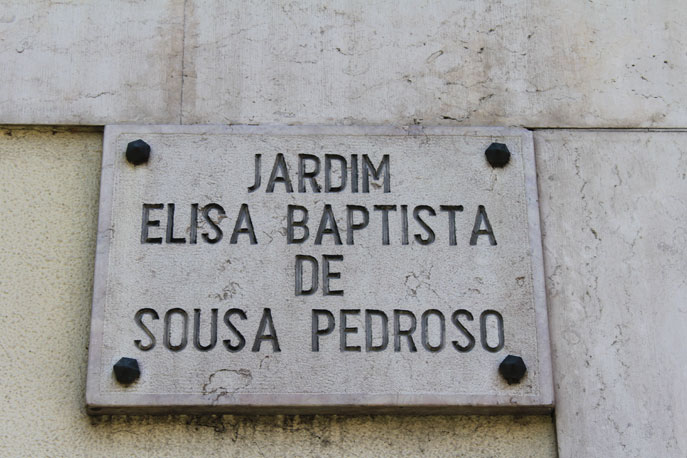 JARDIM
ELISA BAPTISTA
DE
SOUSA PEDROSO